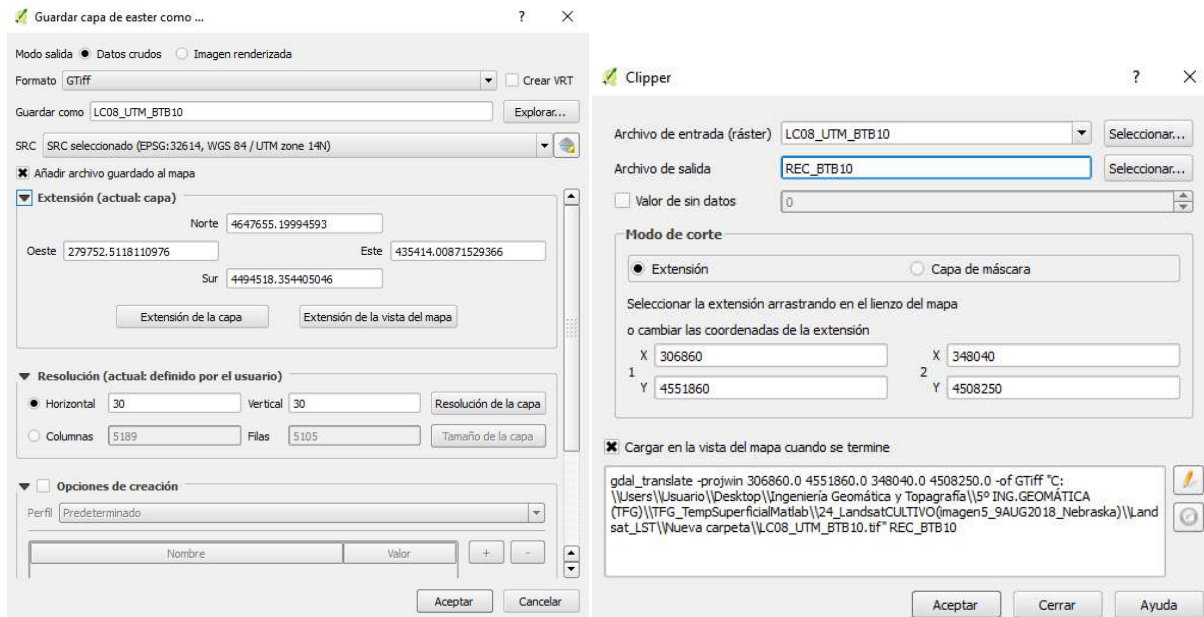 Guardar capa de easter como ...
?
Modo salida Datos crudos Imagen renderizada
Formato GTiff Crear VRT
Guardar como LC08_UTM_BTB10 Explorar...
SRC SRC seleccionado (EPSG:32614, WGS 84 / UTM zone 14N)
Añadir archivo guardado al mapa
Extensión (actual: capa)
Norte 4647655.19994593
Oeste 279752.5118110976 Este 435414.00871529366
Sur 4494518.354405046
Extensión de la capa Extensión de la vista del mapa
Resolución (actual: definido por el usuario)
Horizontal 30 Vertical 30 Resolución de la capa
Columnas 5189 Filas 5105 Tamaño de la capa
Opciones de creación
Perfil Predeterminado
Nombre Valor + -
Aceptar Cancelar
Clipper
?
Archivo de entrada (ráster) LC08_UTM_BTB10 Seleccionar...
Archivo de salida REC_BTB10 Seleccionar...
Valor de sin datos 0
Modo de corte
Extensión Capa de máscara
Seleccionar la extensión arrastrando en el lienzo del mapa
o cambiar las coordenadas de la extensión
X 306860 X 348040
1 2
Y 4551860 Y 4508250
Cargar en la vista del mapa cuando se termine
gdal_translate -projwin 306860.0 4551860.0 348040.0 4508250.0 -of GTiff "C:
\\Users\\Usuario\\Desktop\\Ingeniería Geomática y Topografía\\5º ING.GEOMÁTICA
(TFG)\\TFG_TempSuperficialMatlab\\24_LandsatCULTIVO(imagen5_9AUG2018_Nebraska)\\Land
sat_LST\\Nueva carpeta\\LC08_UTM_BTB10.tif" REC_BTB10
Aceptar Cerrar Ayuda